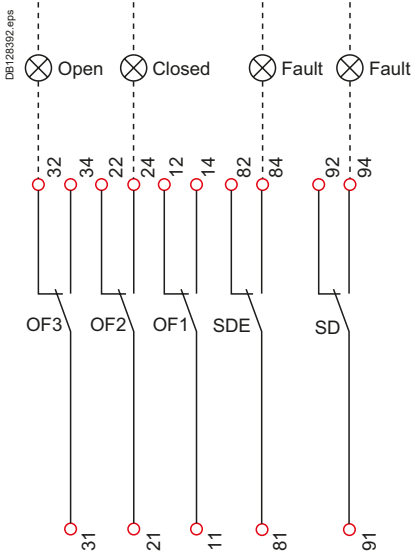 DB128392.eps
Open
Closed
Fault
Fault
32
34
22
24
12
14
82
84
92
94
OF3
OF2
OF1
SDE
SD
31
21
11
81
91